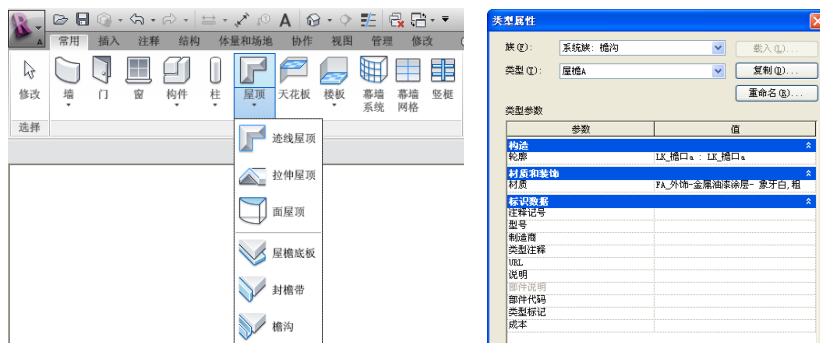 A
A
常用 插入 注释 结构 体量和场地 协作 视图 管理 修改
修改 墙 门 窗 构件 柱 屋顶 天花板 楼板 幕墙系统 幕墙网格 竖梃
选择
迹线屋顶
拉伸屋顶
面屋顶
屋檐底板
封檐带
檐沟
类型属性
族(F): 系统族: 檐沟 载入(L)...
类型(T): 屋檐A 复制(D)...
重命名(R)...
类型参数
参数 值
构造
轮廓 LK_檐口a : LK_檐口a
材质和装饰
材质 FA_外饰-金属油漆涂层- 象牙白,粗
标识数据
注释记号
型号
制造商
类型注释
URL
说明
部件说明
部件代码
类型标记
成本